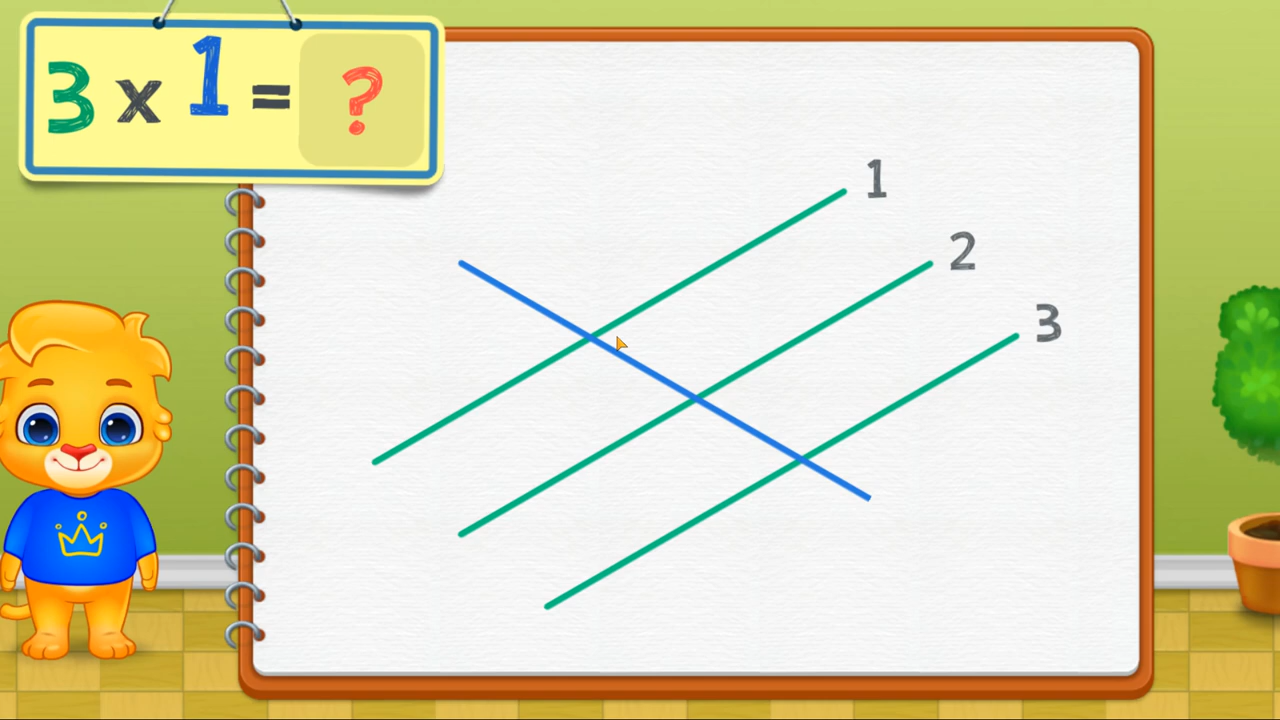 3 x 1 = ?
1
2
3